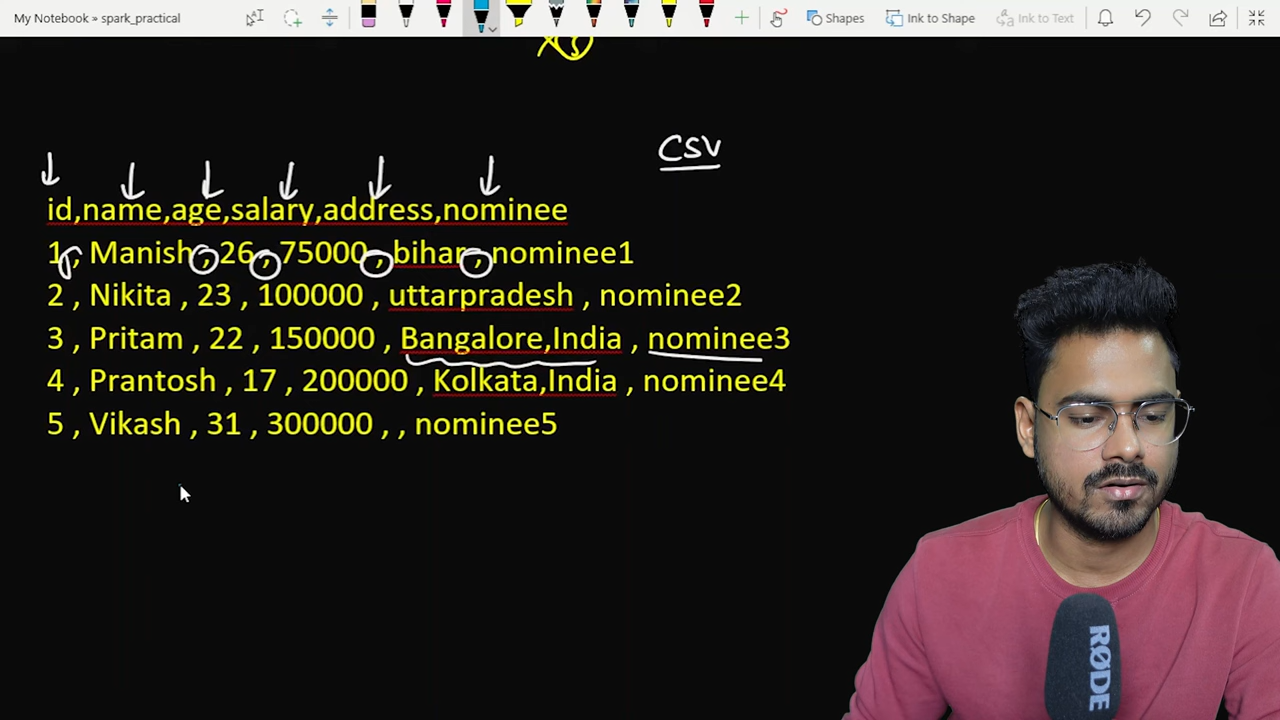 My Notebook » spark_practical
Shapes
Ink to Shape
Ink to Text
CSV
id,name,age,salary,address,nominee
1 , Manish , 26 , 75000 , bihar , nominee1
2 , Nikita , 23 , 100000 , uttarpradesh , nominee2
3 , Pritam , 22 , 150000 , Bangalore,India , nominee3
4 , Prantosh , 17 , 200000 , Kolkata,India , nominee4
5 , Vikash , 31 , 300000 , , nominee5
RØDE